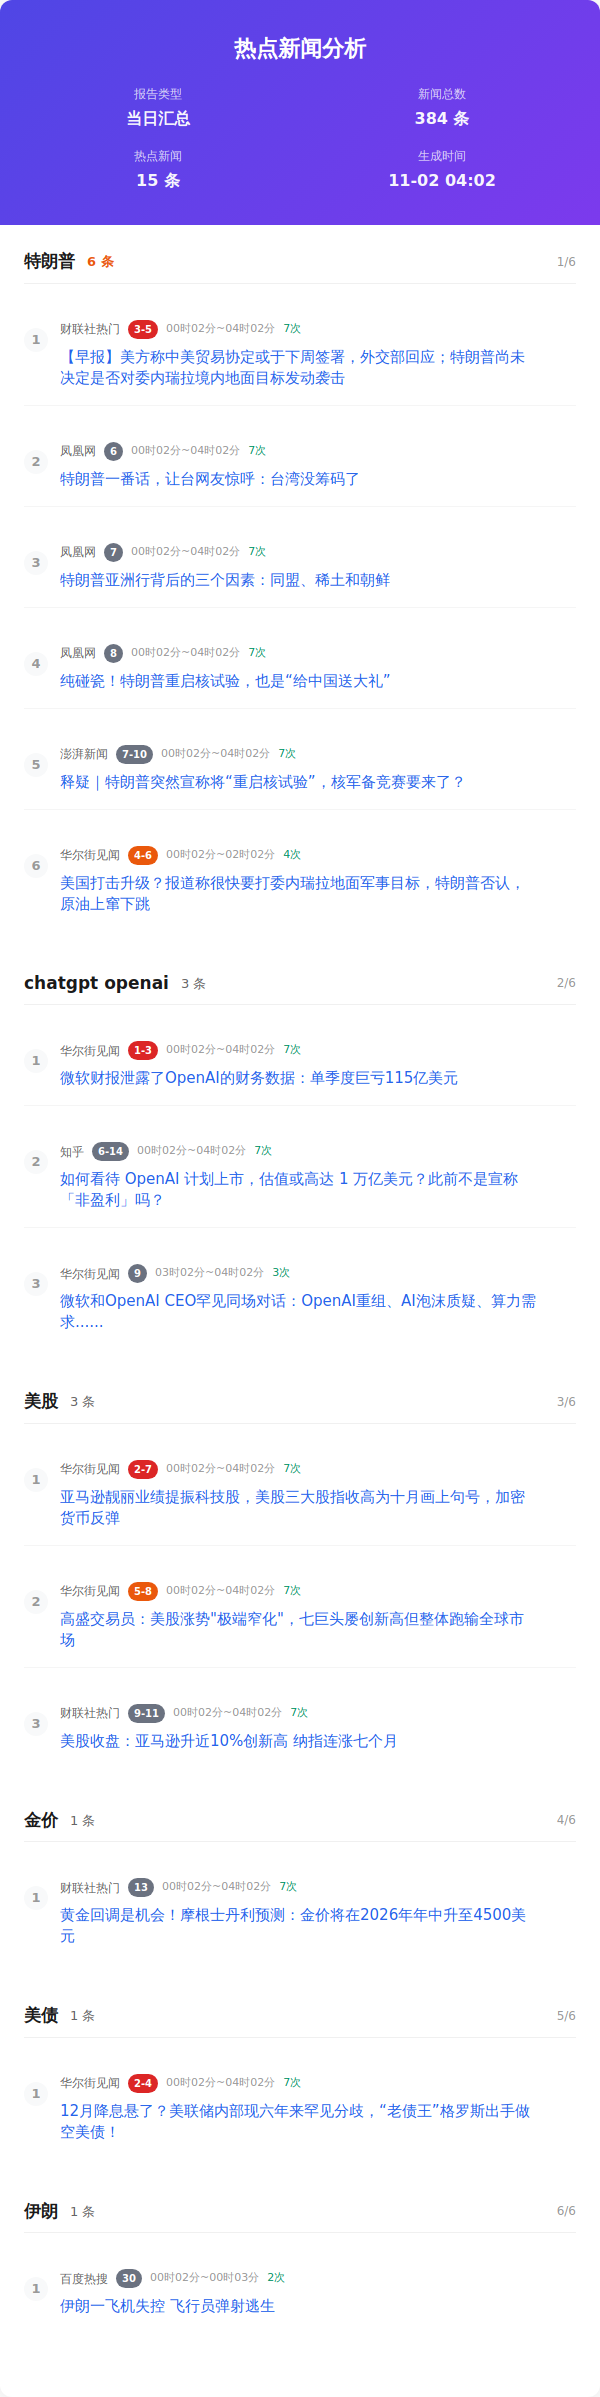 热点新闻分析
报告类型
当日汇总
新闻总数
384 条
热点新闻
15 条
生成时间
11-02 04:02
特朗普 6 条 1/6
1
财联社热门 3-5 00时02分~04时02分 7次
【早报】美方称中美贸易协定或于下周签署，外交部回应；特朗普尚未
决定是否对委内瑞拉境内地面目标发动袭击
2
凤凰网 6 00时02分~04时02分 7次
特朗普一番话，让台网友惊呼：台湾没筹码了
3
凤凰网 7 00时02分~04时02分 7次
特朗普亚洲行背后的三个因素：同盟、稀土和朝鲜
4
凤凰网 8 00时02分~04时02分 7次
纯碰瓷！特朗普重启核试验，也是“给中国送大礼”
5
澎湃新闻 7-10 00时02分~04时02分 7次
释疑｜特朗普突然宣称将“重启核试验”，核军备竞赛要来了？
6
华尔街见闻 4-6 00时02分~02时02分 4次
美国打击升级？报道称很快要打委内瑞拉地面军事目标，特朗普否认，
原油上窜下跳
chatgpt openai 3 条 2/6
1
华尔街见闻 1-3 00时02分~04时02分 7次
微软财报泄露了OpenAI的财务数据：单季度巨亏115亿美元
2
知乎 6-14 00时02分~04时02分 7次
如何看待 OpenAI 计划上市，估值或高达 1 万亿美元？此前不是宣称
「非盈利」吗？
3
华尔街见闻 9 03时02分~04时02分 3次
微软和OpenAI CEO罕见同场对话：OpenAI重组、AI泡沫质疑、算力需
求......
美股 3 条 3/6
1
华尔街见闻 2-7 00时02分~04时02分 7次
亚马逊靓丽业绩提振科技股，美股三大股指收高为十月画上句号，加密
货币反弹
2
华尔街见闻 5-8 00时02分~04时02分 7次
高盛交易员：美股涨势"极端窄化"，七巨头屡创新高但整体跑输全球市
场
3
财联社热门 9-11 00时02分~04时02分 7次
美股收盘：亚马逊升近10%创新高 纳指连涨七个月
金价 1 条 4/6
1
财联社热门 13 00时02分~04时02分 7次
黄金回调是机会！摩根士丹利预测：金价将在2026年年中升至4500美
元
美债 1 条 5/6
1
华尔街见闻 2-4 00时02分~04时02分 7次
12月降息悬了？美联储内部现六年来罕见分歧，“老债王”格罗斯出手做
空美债！
伊朗 1 条 6/6
1
百度热搜 30 00时02分~00时03分 2次
伊朗一飞机失控 飞行员弹射逃生